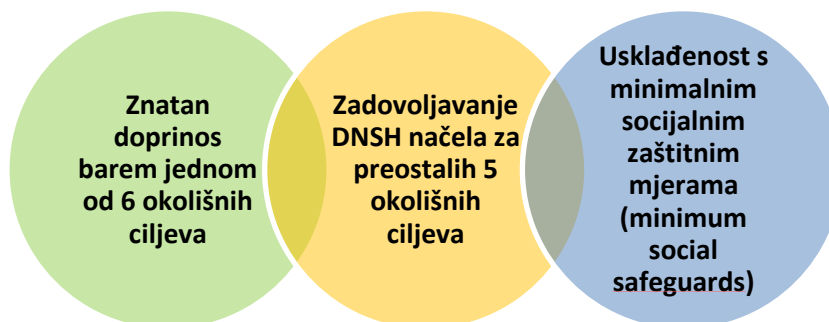 Znatan
doprinos
barem jednom
od 6 okolišnih
ciljeva
Zadovoljavanje
DNSH načela za
preostalih 5
okolišnih
ciljeva
Usklađenost s
minimalnim
socijalnim
zaštitnim
mjerama
(minimum
social
safeguards)